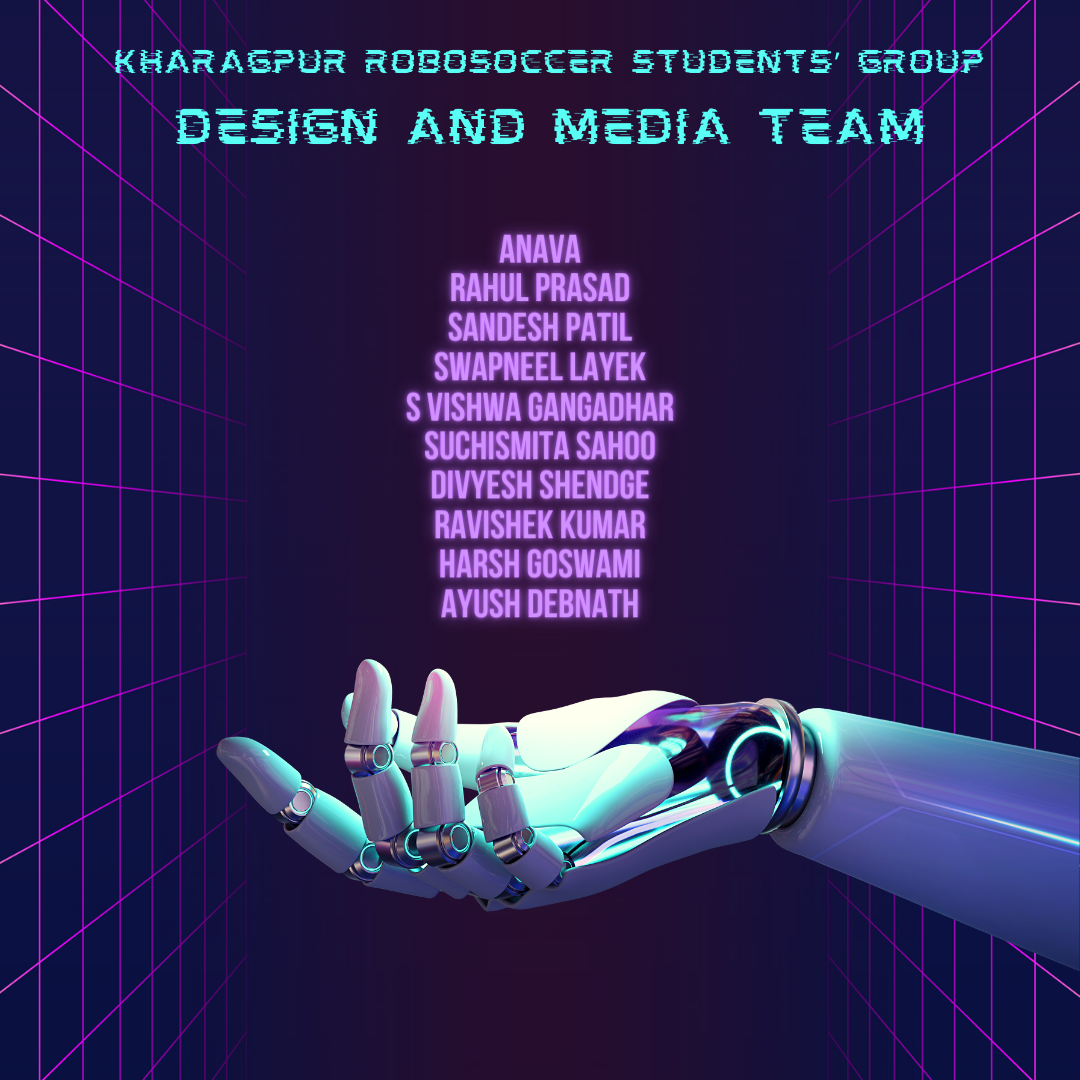 KHARAGPUR ROBOSOCCER STUDENTS' GROUP
DESIGN AND MEDIA TEAM
ANAVA
RAHUL PRASAD
SANDESH PATIL
SWAPNEEL LAYEK
S VISHWA GANGADHAR
SUCHISMITA SAHOO
DIVYESH SHENDGE
RAVISHEK KUMAR
HARSH GOSWAMI
AYUSH DEBNATH